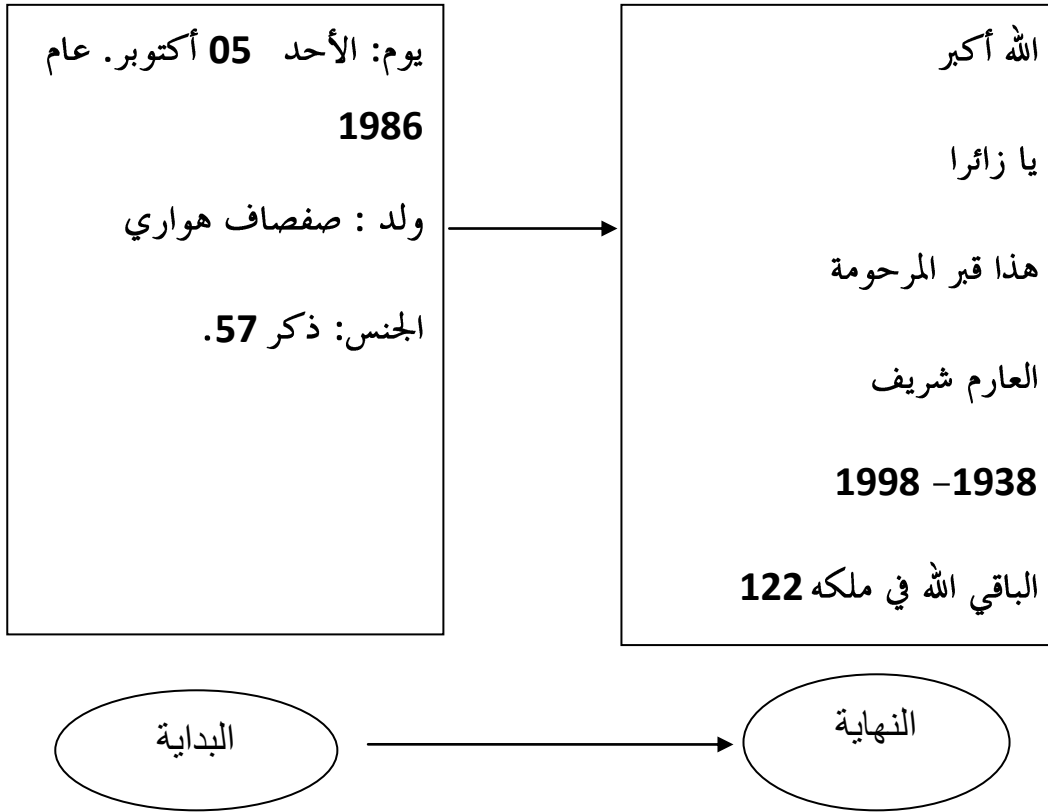 الله أكبر
يا زائرا
هذا قبر المرحومة
العارم شريف
1938– 1998
الباقي الله في ملكه 122
يوم: الأحد 05 أكتوبر. عام
1986
ولد : صفصاف هواري
الجنس: ذكر 57.
النهاية
البداية